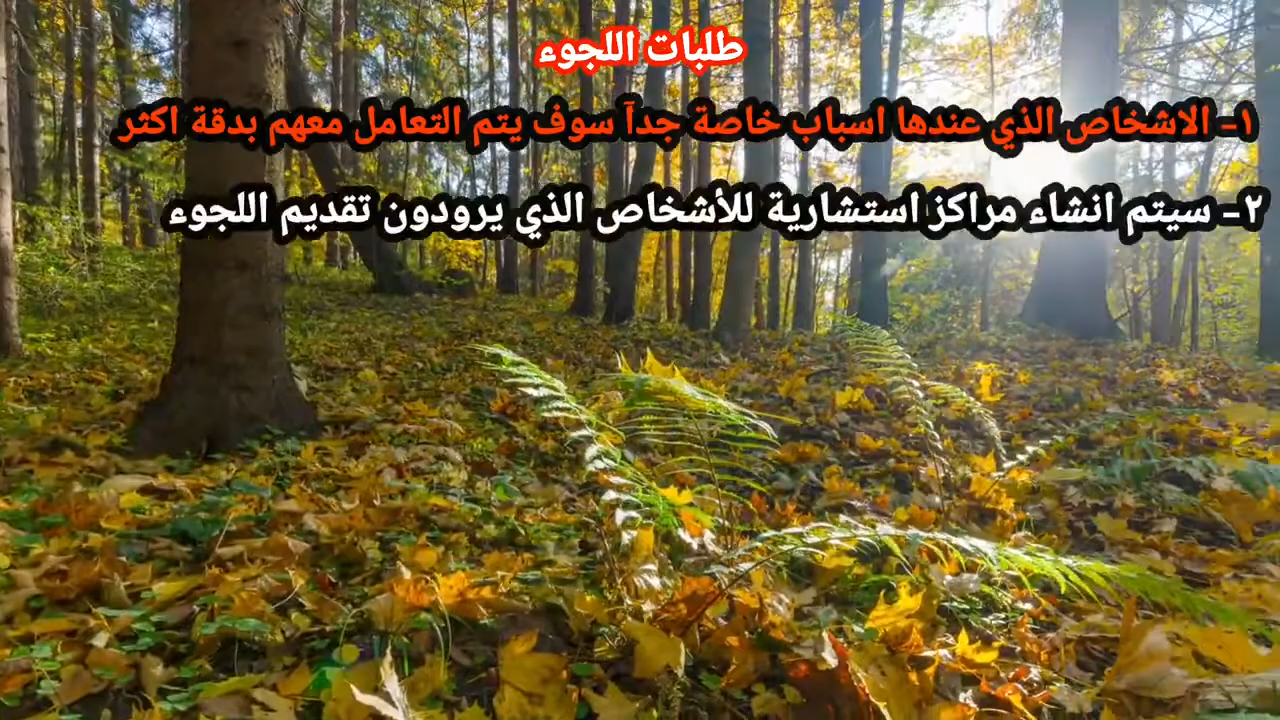 طلبات اللجوء
١- الاشخاص الذي عندها اسباب خاصة جدآ سوف يتم التعامل معهم بدقة اكثر
٢- سيتم انشاء مراكز استشارية للأشخاص الذي يرودون تقديم اللجوء